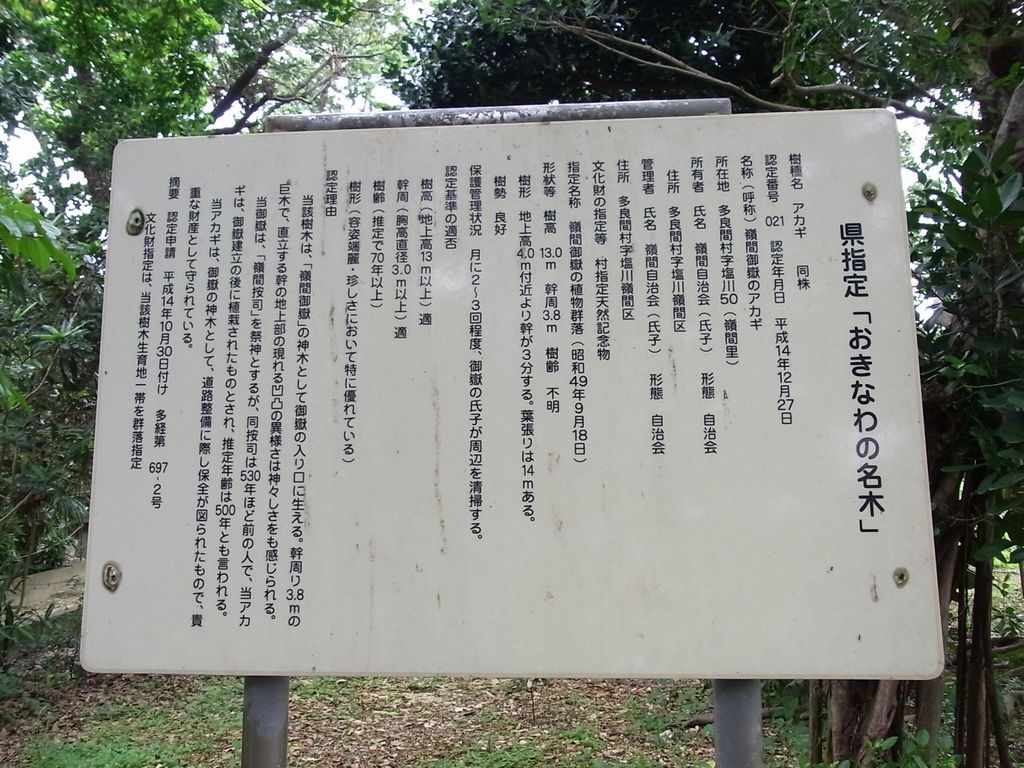 県指定「おきなわの名木」
樹種名　アカギ　　同株
認定番号　021　認定年月日　平成14年12月27日
名称（呼称）嶺間御嶽のアカギ
所在地　多良間村字塩川50（嶺間里）
所有者　氏名　嶺間自治会（氏子）　形態　自治会
住所　多良間村字塩川嶺間区
管理者　氏名　嶺間自治会（氏子）　形態　自治会
住所　多良間村字塩川嶺間区
文化財の指定等　村指定天然記念物
指定名称　嶺間御嶽の植物群落（昭和49年9月18日）
形状等　樹高　13.0m　幹周3.8m　樹齢　不明
樹形　地上高4.0m付近より幹が3分する。葉張りは14mある。
樹勢　良好
保護管理状況　月に2～3回程度、御嶽の氏子が周辺を清掃する。
認定基準の適否
樹高（地上高13m以上）適
幹周（胸高直径3.0m以上）適
樹齢（推定で70年以上）
樹形（容姿端麗・珍しさにおいて特に優れている）
認定理由
当該樹木は、「嶺間御嶽」の神木として御嶽の入り口に生える。幹周り3.8mの
巨木で、直立する幹の地上部の現れる凹凸の異様さは神々しさをも感じられる。
当御嶽は、「嶺間按司」を祭神とするが、同按司は530年ほど前の人で、当アカ
ギは、御嶽建立の後に植栽されたものとされ、推定年齢は500年とも言われる。
当アカギは、御嶽の神木として、道路整備に際し保全が図られたもので、貴
重な財産として守られている。
摘要　認定申請　平成14年10月30日付け　多経第　697-2号
文化財指定は、当該樹木生育地一帯を群落指定